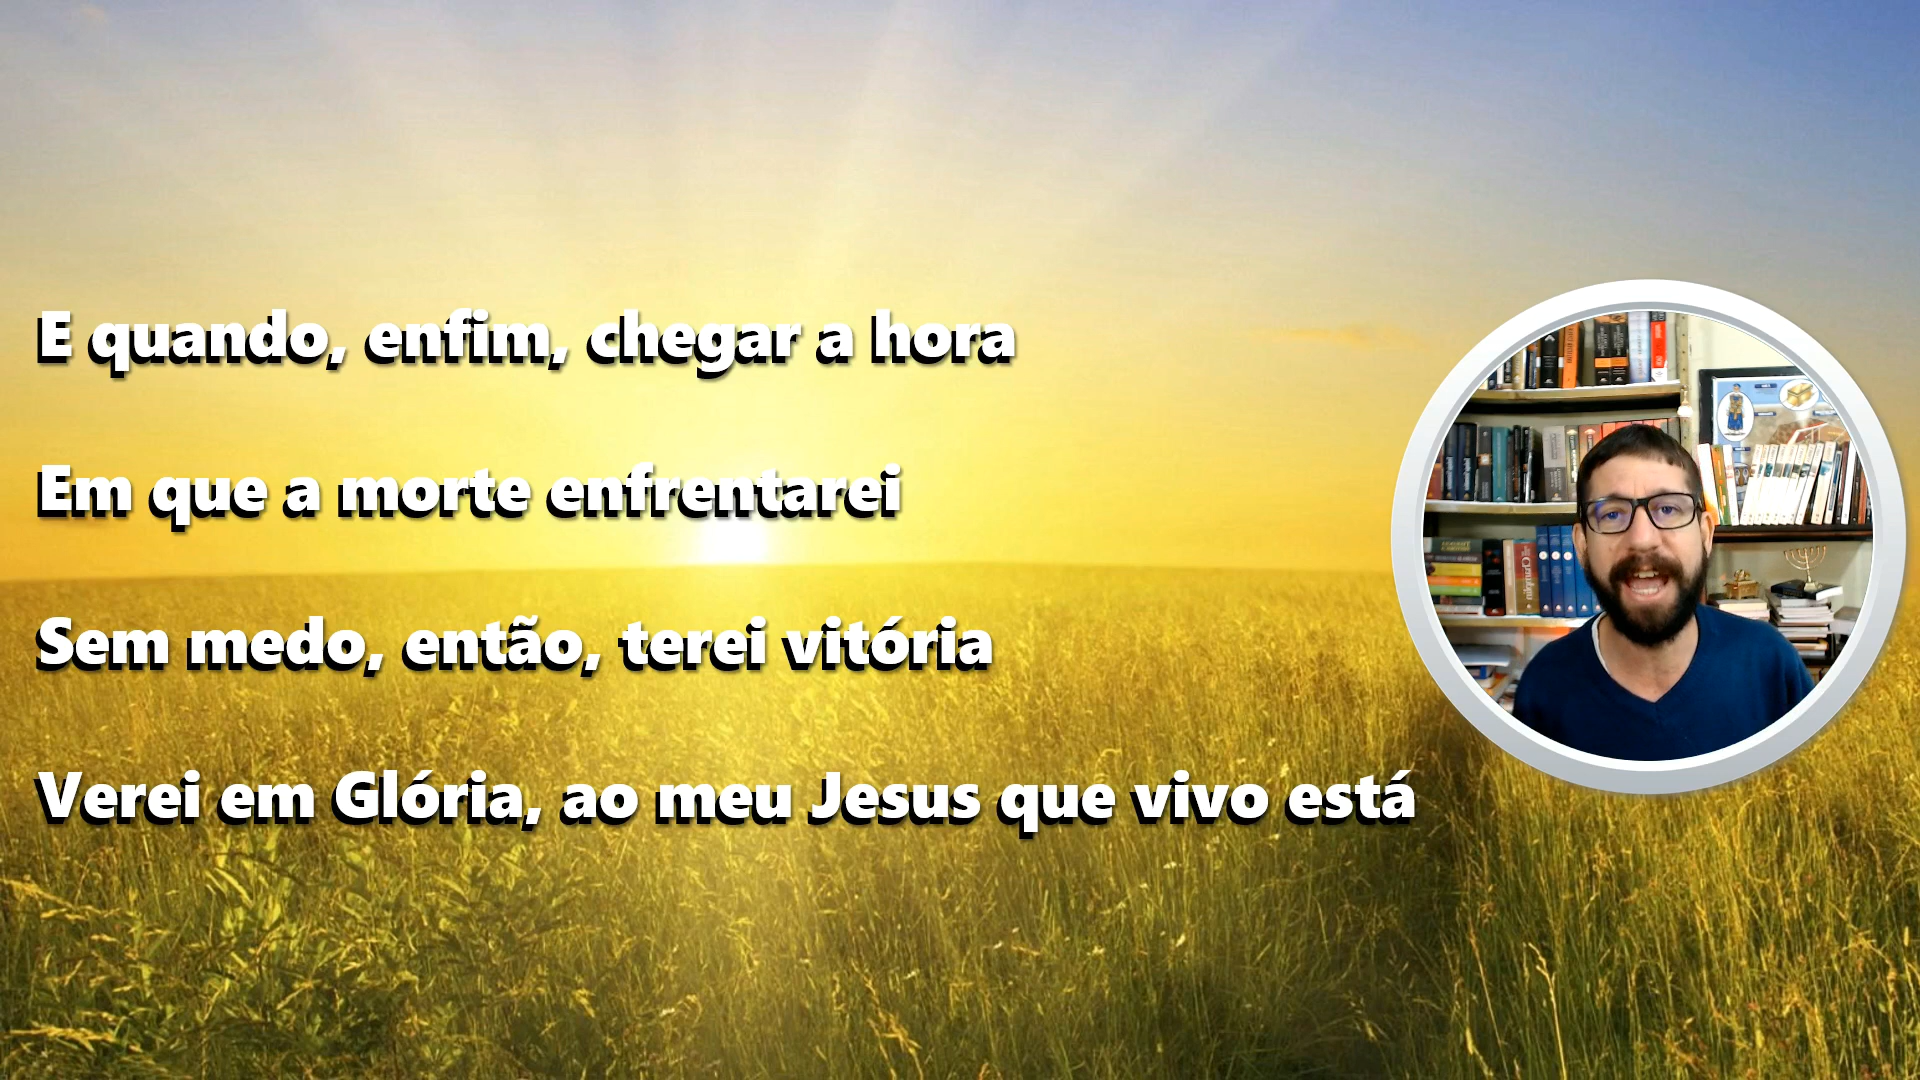 E quando, enfim, chegar a hora
Em que a morte enfrentarei
Sem medo, então, terei vitória
Verei em Glória, ao meu Jesus que vivo está